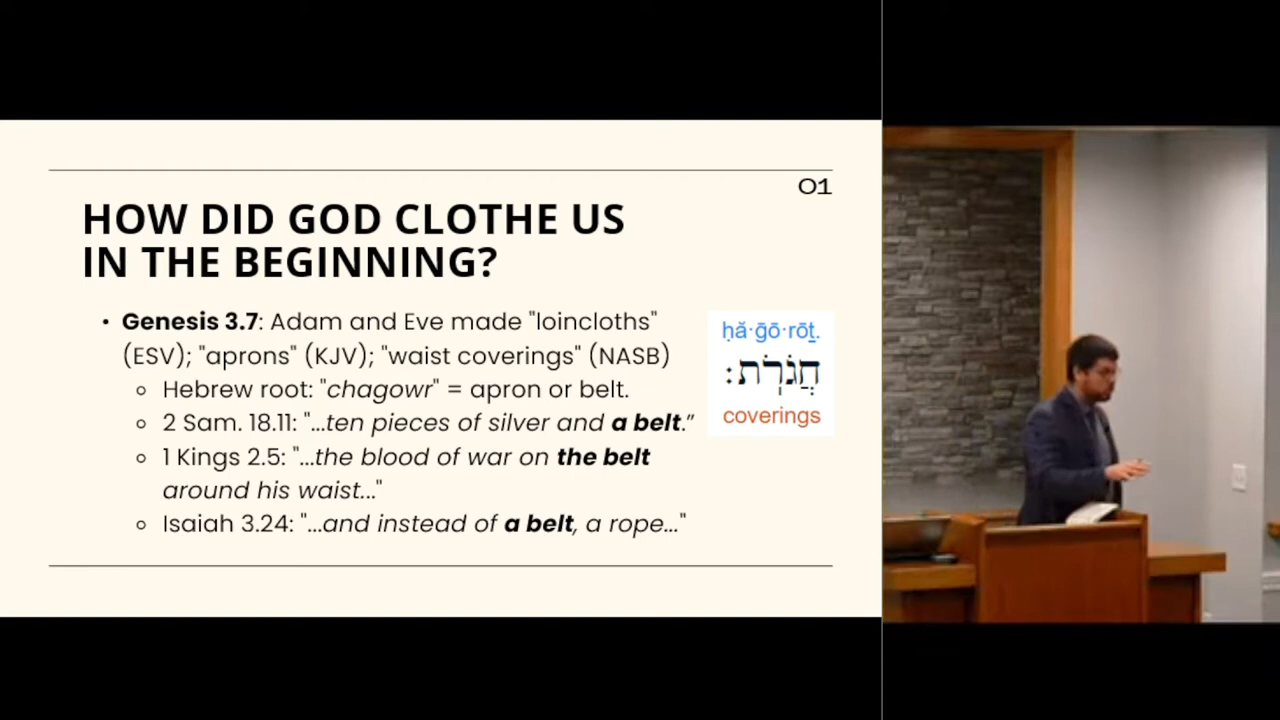 01
HOW DID GOD CLOTHE US
IN THE BEGINNING?
• Genesis 3.7: Adam and Eve made "loincloths"
(ESV); "aprons" (KJV); "waist coverings" (NASB)
○ Hebrew root: "chagowr" = apron or belt.
○ 2 Sam. 18.11: "...ten pieces of silver and a belt.”
○ 1 Kings 2.5: "...the blood of war on the belt
around his waist..."
○ Isaiah 3.24: "...and instead of a belt, a rope..."
ḥă·ḡō·rōṯ.
חֲגֹרֹֽת׃
coverings